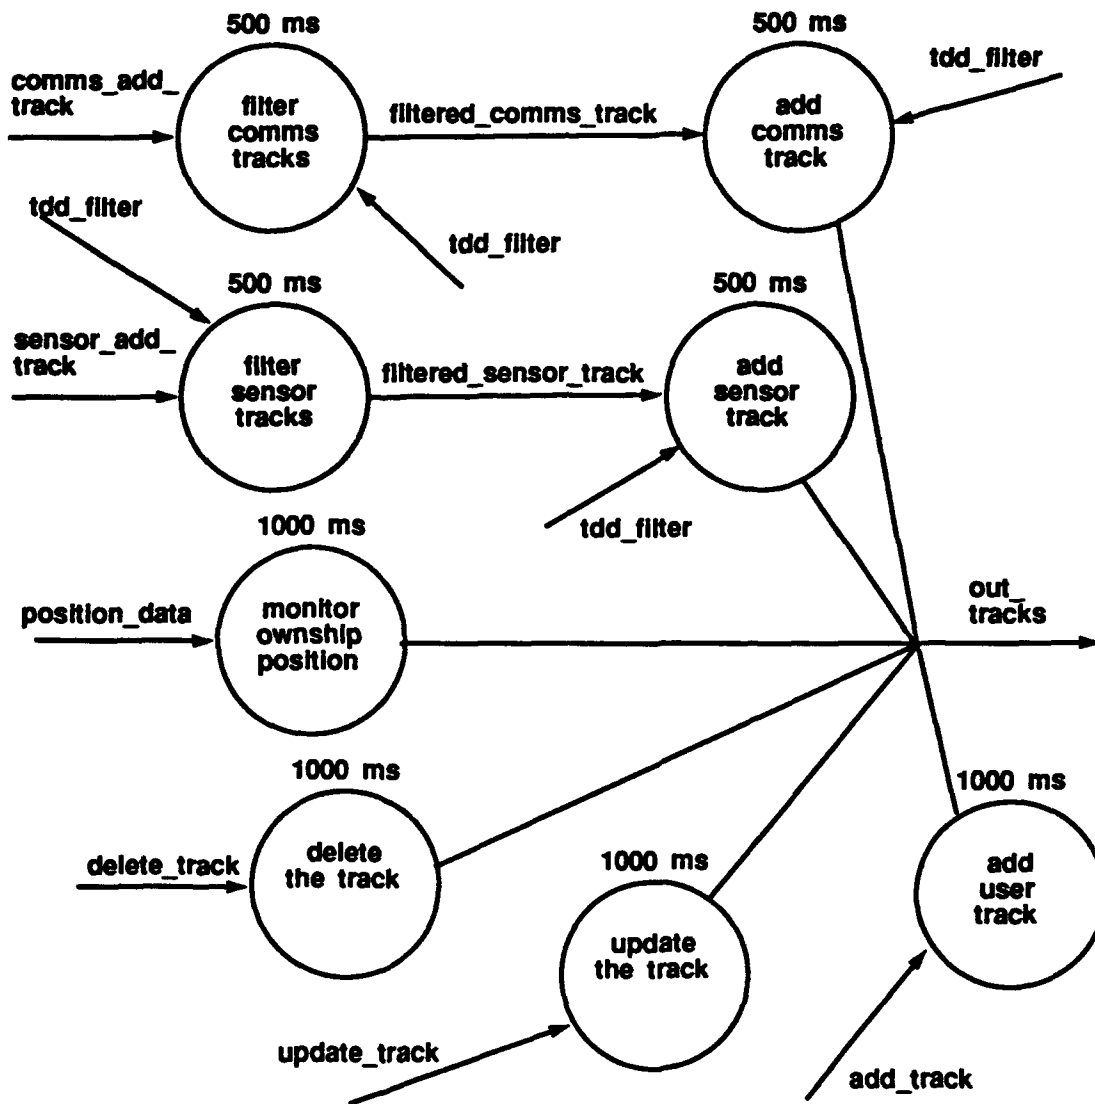 500 ms
500 ms
comms_add_
track
filter
comms
tracks
filtered_comms_track
add
comms
track
tdd_filter
tdd_filter
tdd_filter
500 ms
500 ms
sensor_add_
track
filter
sensor
tracks
filtered_sensor_track
add
sensor
track
tdd_filter
1000 ms
position_data
monitor
ownship
position
out_
tracks
1000 ms
delete_track
delete
the track
1000 ms
update
the track
update_track
1000 ms
add
user
track
add_track